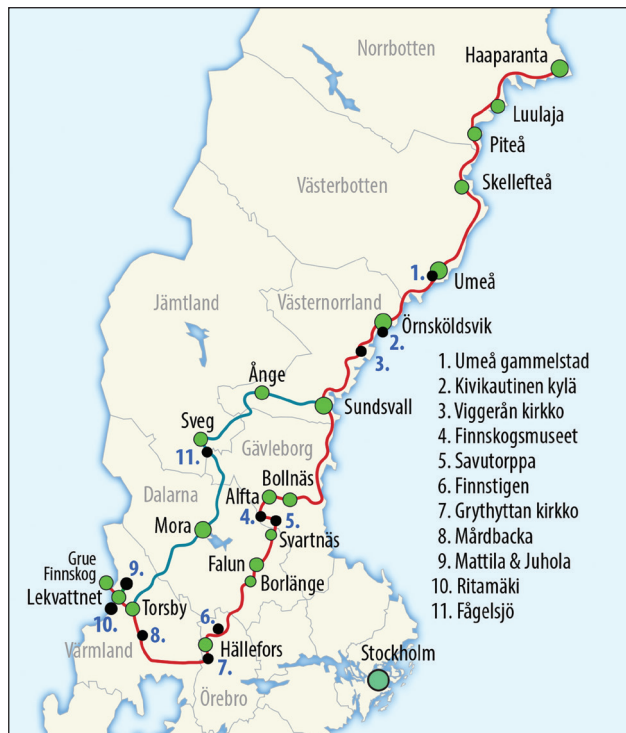 Norrbotten
Haaparanta
Luulaja
Piteå
Skellefteå
Västerbotten
1.
Umeå
Jämtland
Västernorrland
Örnsköldsvik
2.
3.
Ånge
Sundsvall
Sveg
11.
Gävleborg
Dalarna
Bollnäs
Alfta
4.
5.
Svartnäs
Mora
Falun
Borlänge
Grue
Finnskog
9.
Lekvattnet
10.
Torsby
8.
Värmland
6.
Hällefors
7.
Örebro
Stockholm
1. Umeå gammelstad
2. Kivikautinen kylä
3. Viggerån kirkko
4. Finnskogsmuseet
5. Savutorppa
6. Finnstigen
7. Grythyttan kirkko
8. Mårdbacka
9. Mattila & Juhola
10. Ritamäki
11. Fågelsjö